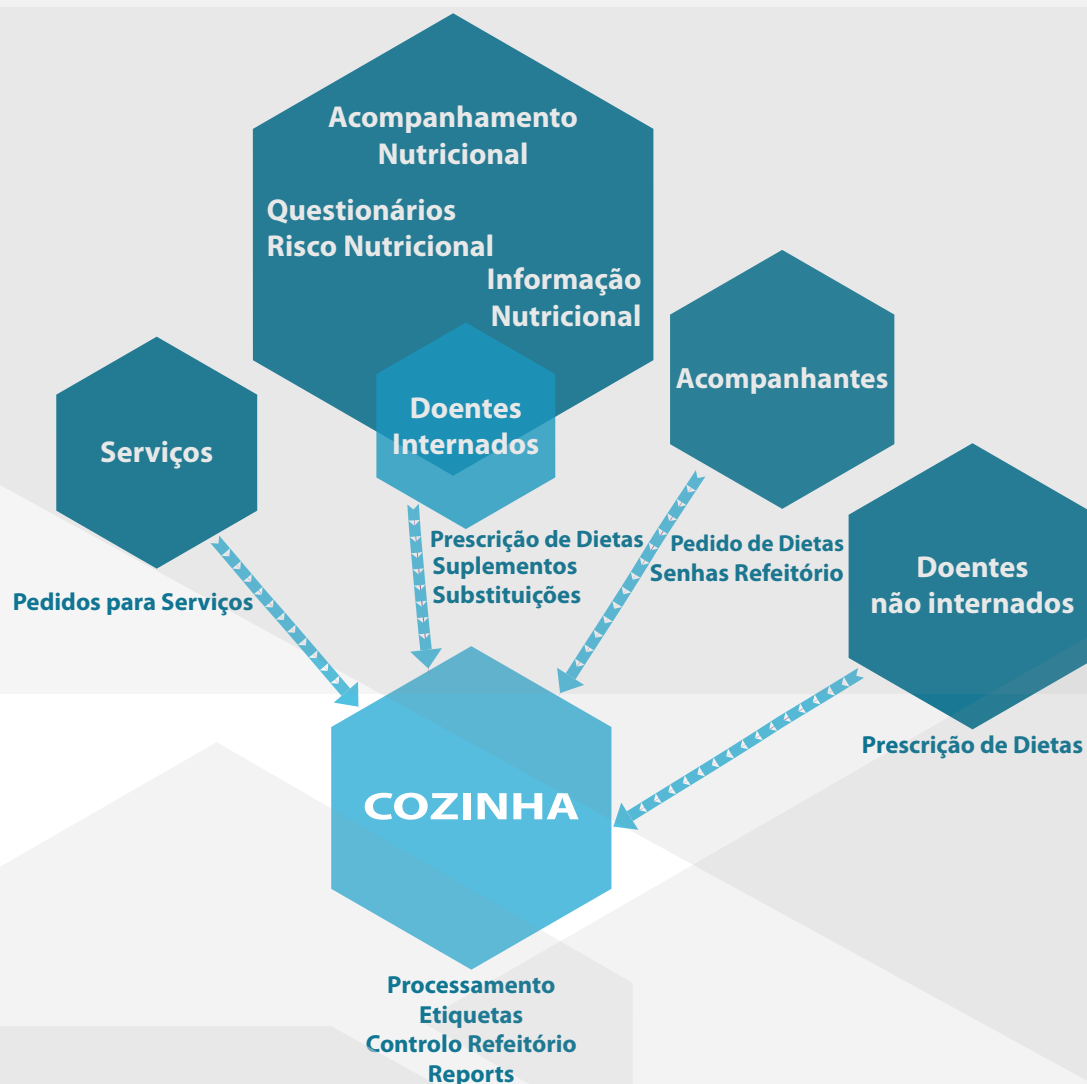 Acompanhamento
Nutricional
Questionários
Risco Nutricional
Informação
Nutricional
Doentes
Internados
Serviços
Acompanhantes
Doentes
não internados
Pedidos para Serviços
Prescrição de Dietas
Suplementos
Substituições
Pedido de Dietas
Senhas Refeitório
Prescrição de Dietas
COZINHA
Processamento
Etiquetas
Controlo Refeitório
Reports